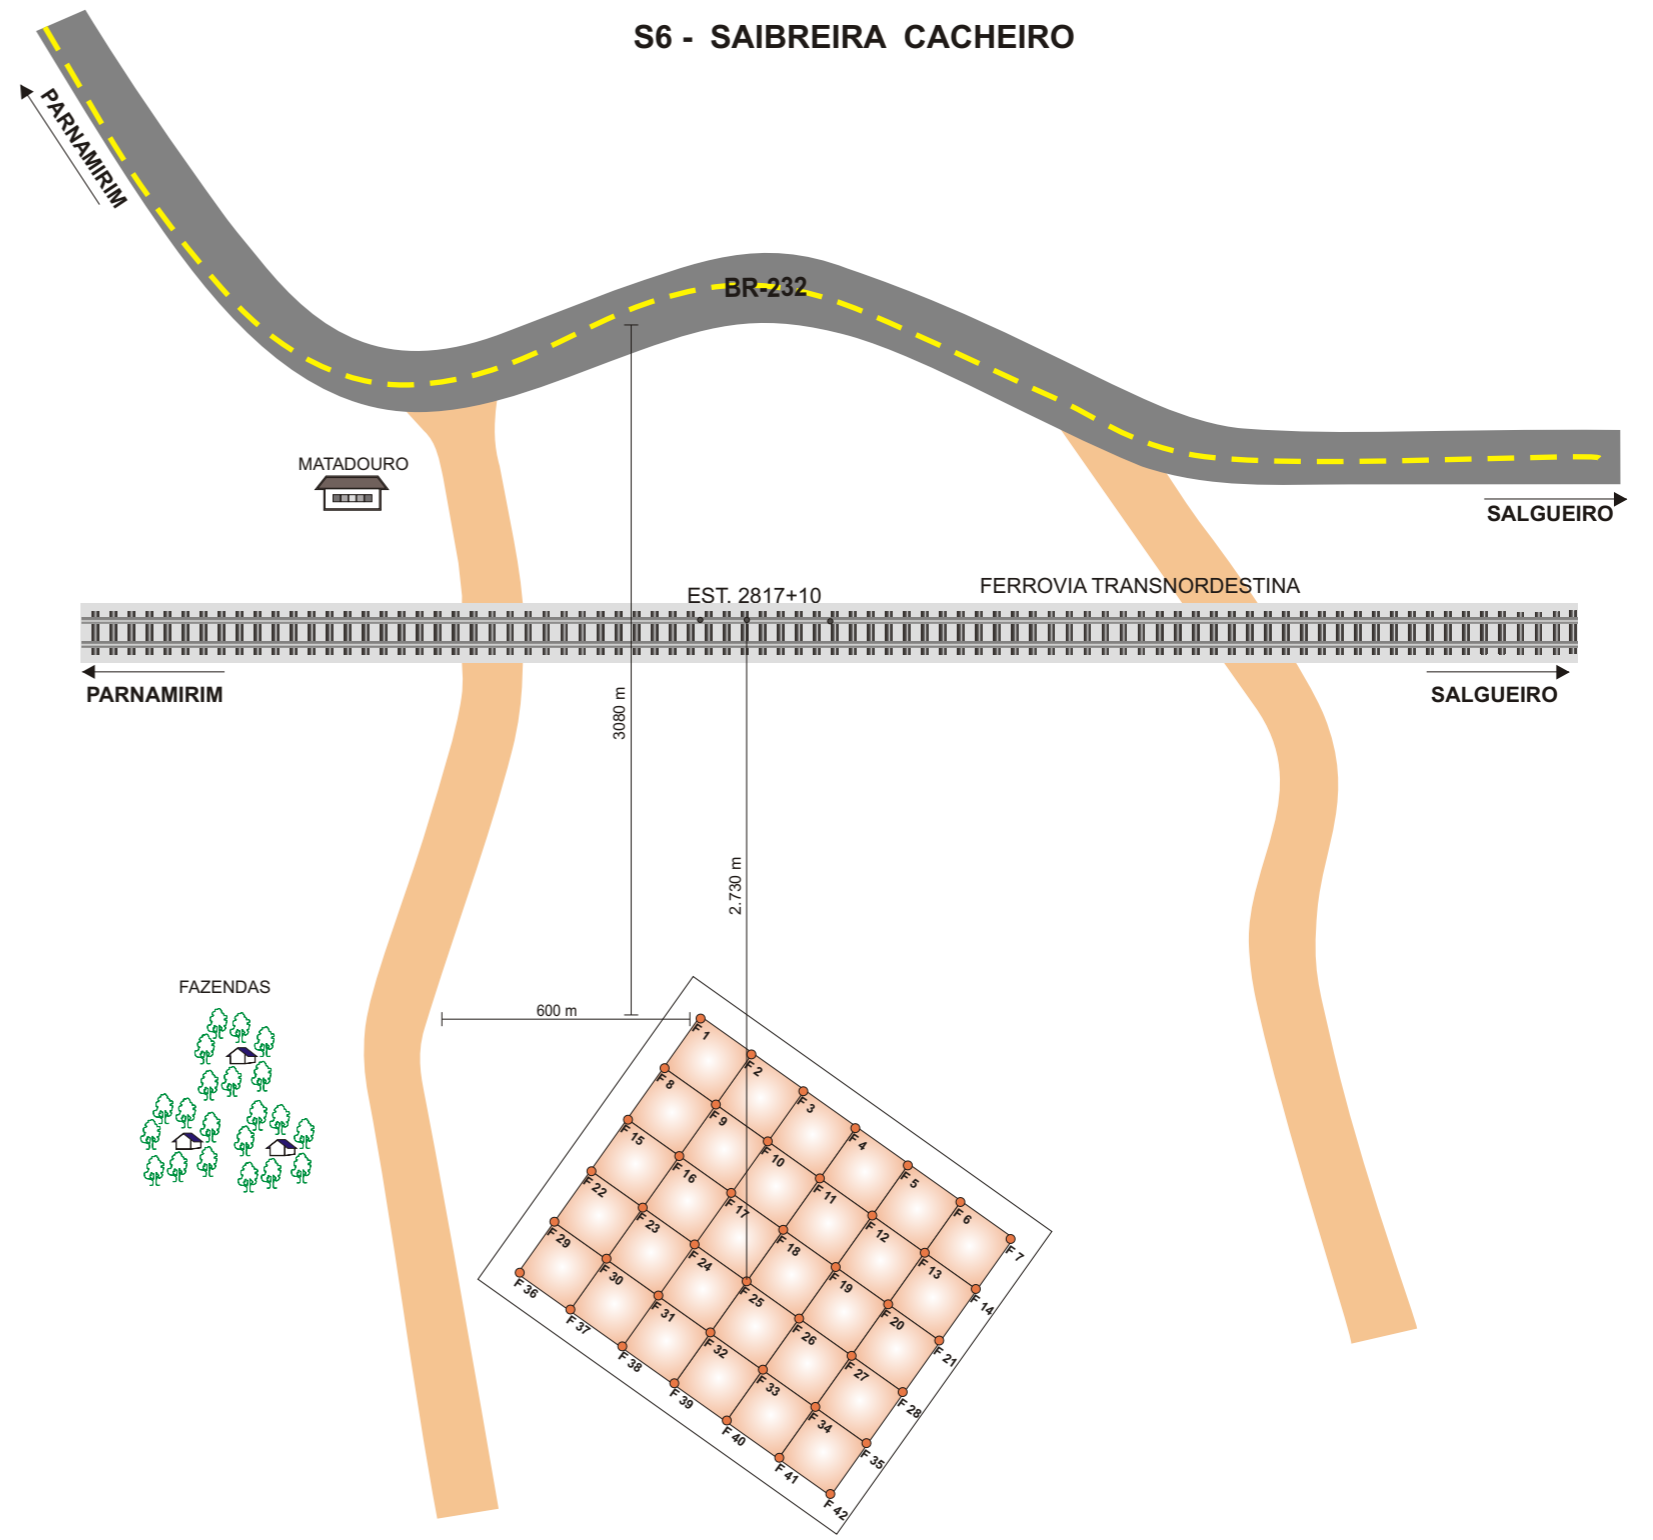 S6 - SAIBREIRA CACHEIRO
PARNAMIRIM
BR-232
MATADOURO
SALGUEIRO
EST. 2817+10
FERROVIA TRANSNORDESTINA
PARNAMIRIM
SALGUEIRO
3080 m
2.730 m
FAZENDAS
600 m
F 1
F 2
F 3
F 4
F 5
F 6
F 7
F 8
F 9
F 10
F 11
F 12
F 13
F 14
F 15
F 16
F 17
F 18
F 19
F 20
F 21
F 22
F 23
F 24
F 25
F 26
F 27
F 28
F 29
F 30
F 31
F 32
F 33
F 34
F 35
F 36
F 37
F 38
F 39
F 40
F 41
F 42